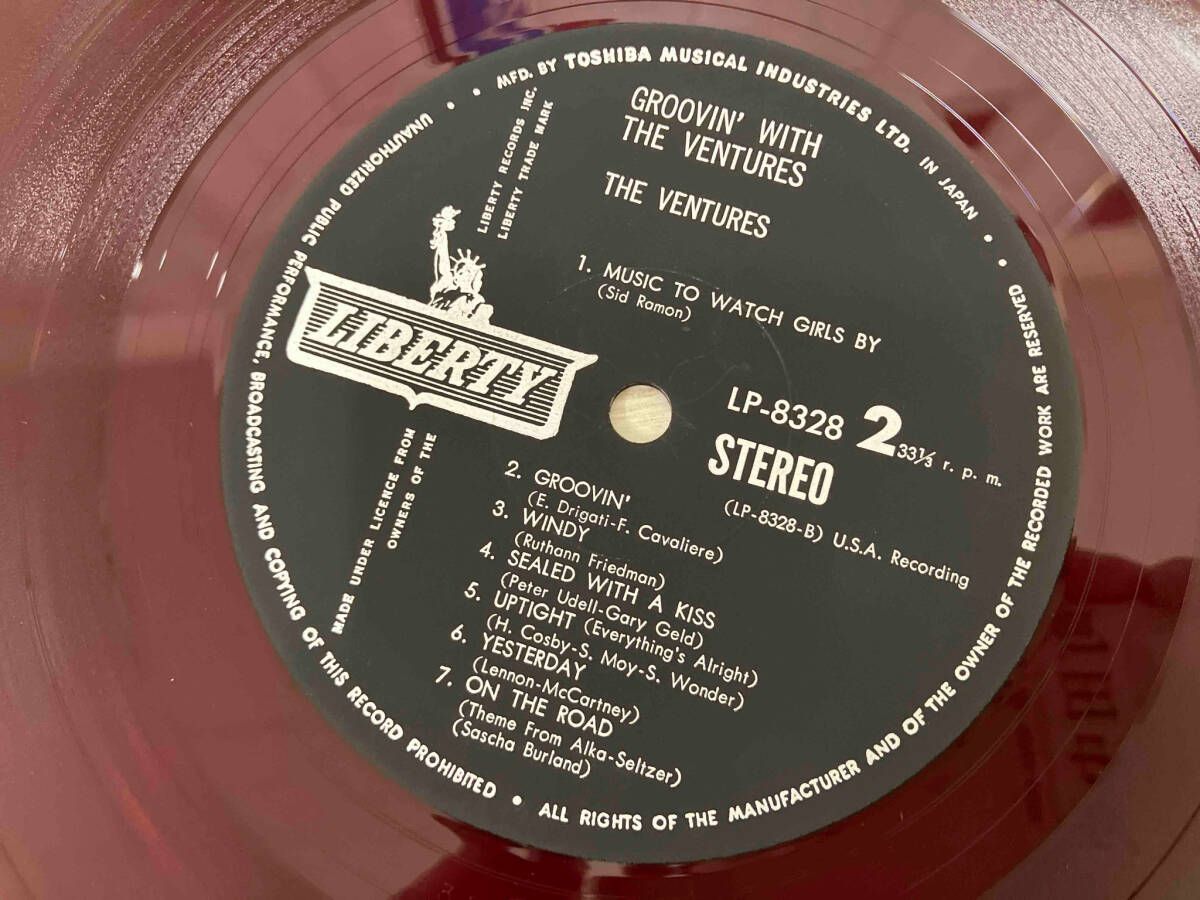 MFD. BY TOSHIBA MUSICAL INDUSTRIES LTD. IN JAPAN •
GROOVIN' WITH
THE VENTURES
THE VENTURES
1. MUSIC TO WATCH GIRLS BY
(Sid Ramon)
LIBERTY RECORDS INC.
LIBERTY TRADE MARK
LIBERTY
LP-8328 2 33⅓ r. p. m.
STEREO
(LP-8328-B) U.S.A. Recording
2. GROOVIN'
(E. Drigati-F. Cavaliere)
3. WINDY
(Ruthann Friedman)
4. SEALED WITH A KISS
(Peter Udell-Gary Geld)
5. UPTIGHT (Everything's Alright)
(H. Cosby-S. Moy-S. Wonder)
6. YESTERDAY
(Lennon-McCartney)
7. ON THE ROAD
(Theme From Alka-Seltzer)
(Sascha Burland)
MADE UNDER LICENCE FROM
OWNERS OF THE
UNAUTHORIZED PUBLIC PERFORMANCE, BROADCASTING AND COPYING OF THIS RECORD PROHIBITED •
ALL RIGHTS OF THE MANUFACTURER AND OF THE OWNER OF THE RECORDED WORK ARE RESERVED •